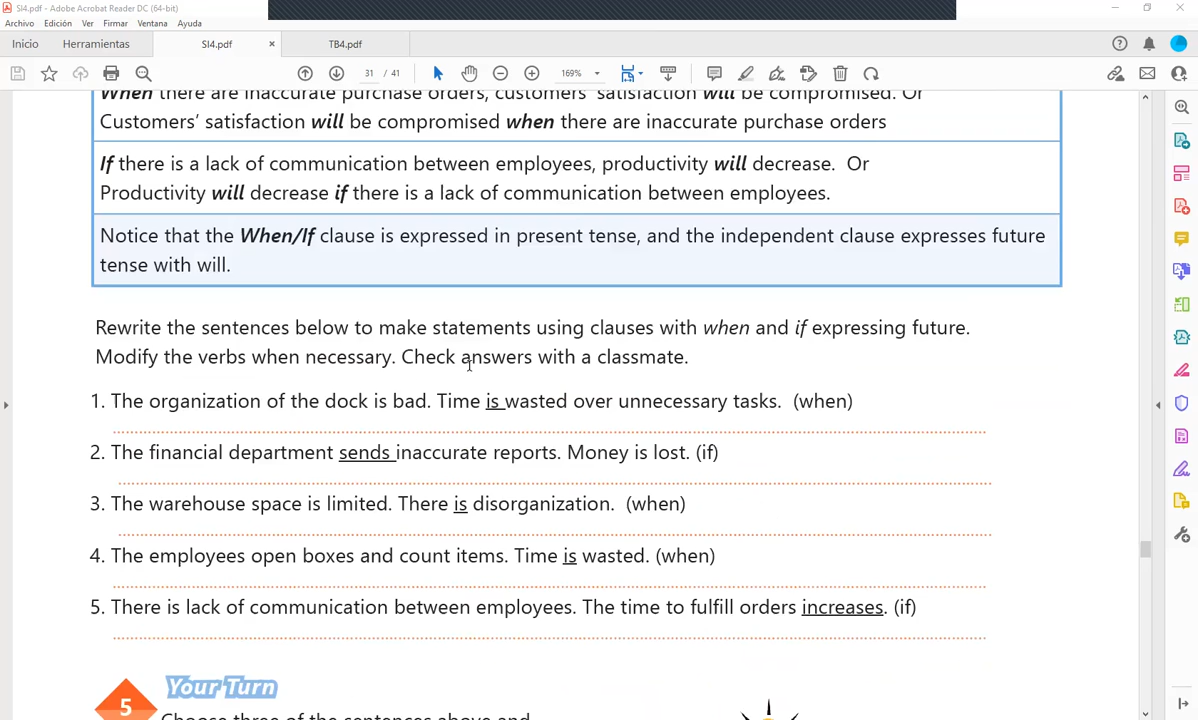 SI4.pdf - Adobe Acrobat Reader DC (64-bit)
Archivo Edición Ver Firmar Ventana Ayuda
Inicio Herramientas SI4.pdf × TB4.pdf
31 / 41 169%
When there are inaccurate purchase orders, customers' satisfaction will be compromised. Or
Customers' satisfaction will be compromised when there are inaccurate purchase orders
If there is a lack of communication between employees, productivity will decrease. Or
Productivity will decrease if there is a lack of communication between employees.
Notice that the When/If clause is expressed in present tense, and the independent clause expresses future
tense with will.
Rewrite the sentences below to make statements using clauses with when and if expressing future.
Modify the verbs when necessary. Check answers with a classmate.
1. The organization of the dock is bad. Time is wasted over unnecessary tasks. (when)
2. The financial department sends inaccurate reports. Money is lost. (if)
3. The warehouse space is limited. There is disorganization. (when)
4. The employees open boxes and count items. Time is wasted. (when)
5. There is lack of communication between employees. The time to fulfill orders increases. (if)
5 Your Turn
Choose three of the sentences above and